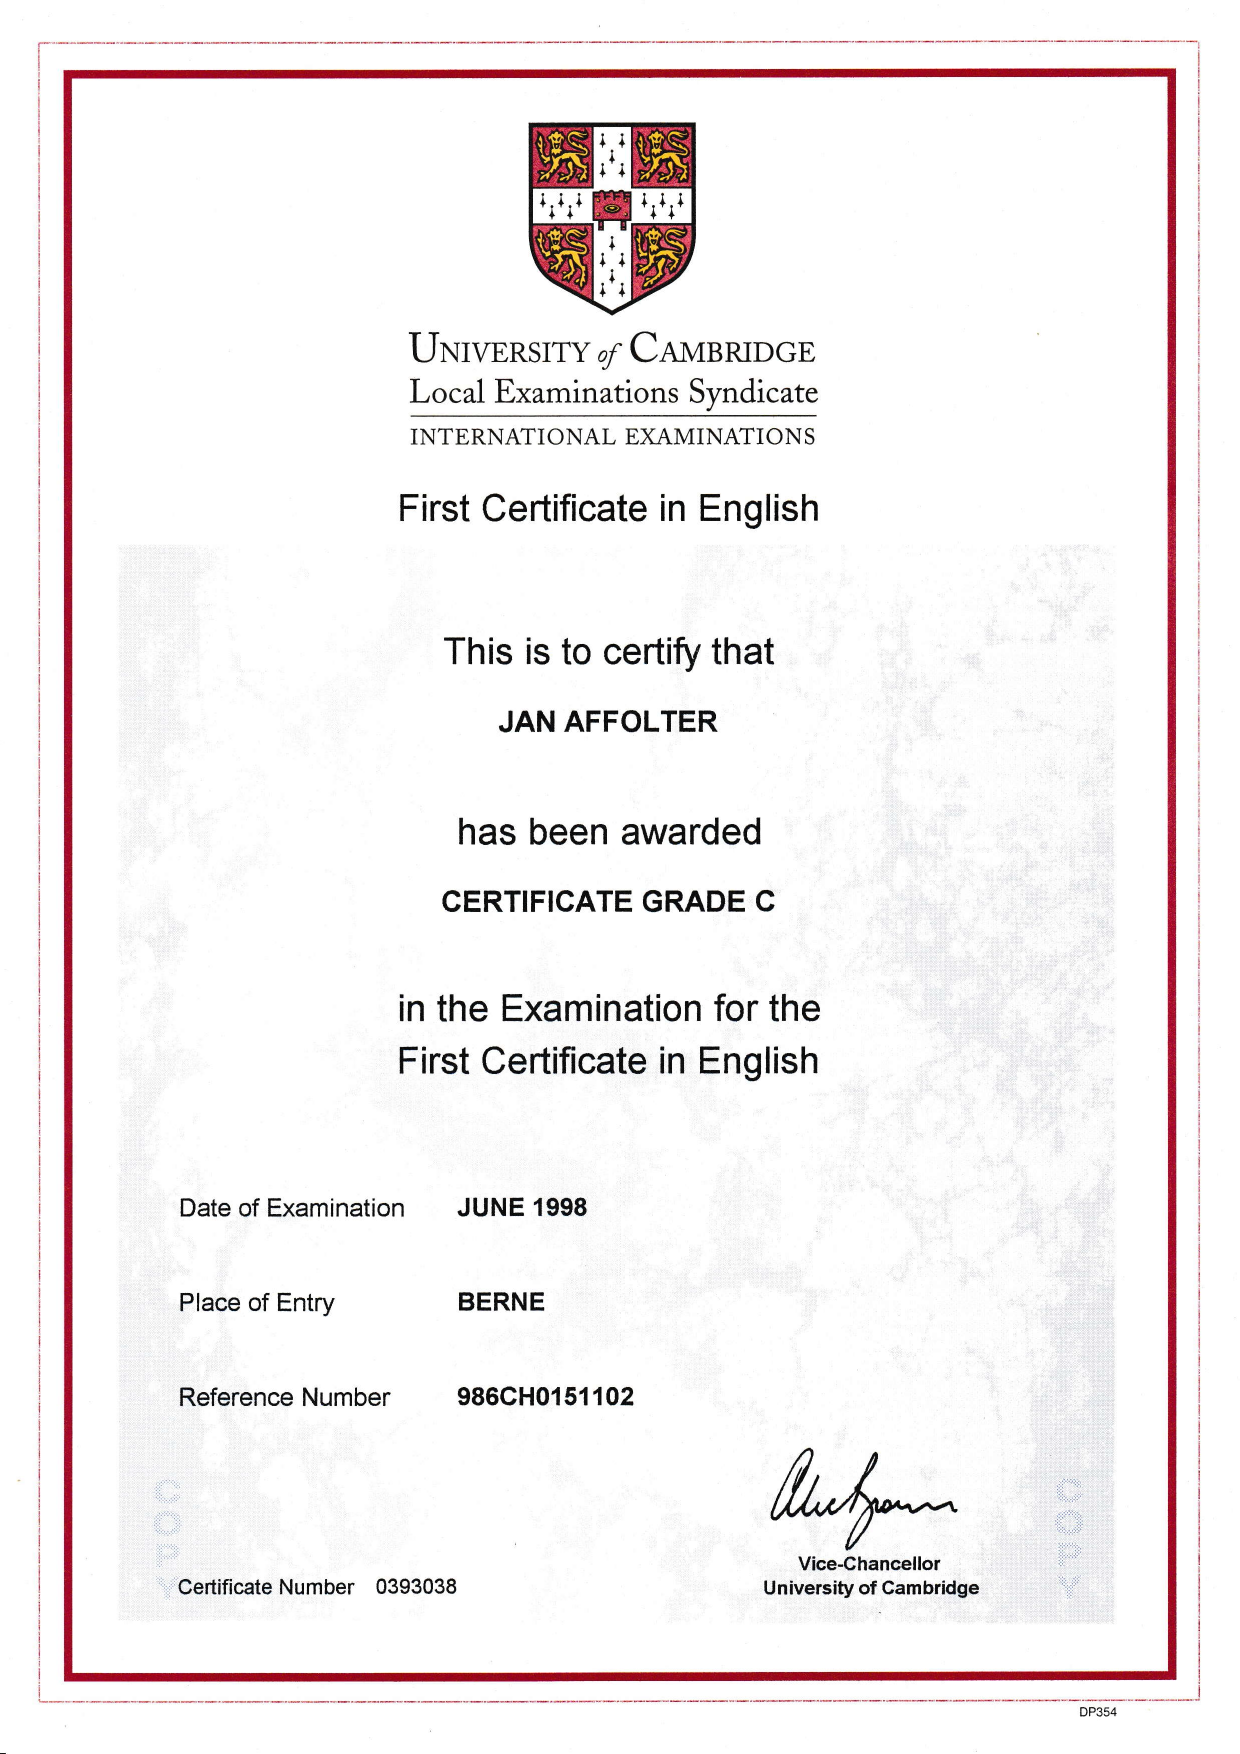 UNIVERSITY of CAMBRIDGE
Local Examinations Syndicate
INTERNATIONAL EXAMINATIONS
First Certificate in English
This is to certify that
JAN AFFOLTER
has been awarded
CERTIFICATE GRADE C
in the Examination for the
First Certificate in English
Date of Examination JUNE 1998
Place of Entry BERNE
Reference Number 986CH0151102
COPY
COPY
Vice-Chancellor
University of Cambridge
Certificate Number 0393038
DP354